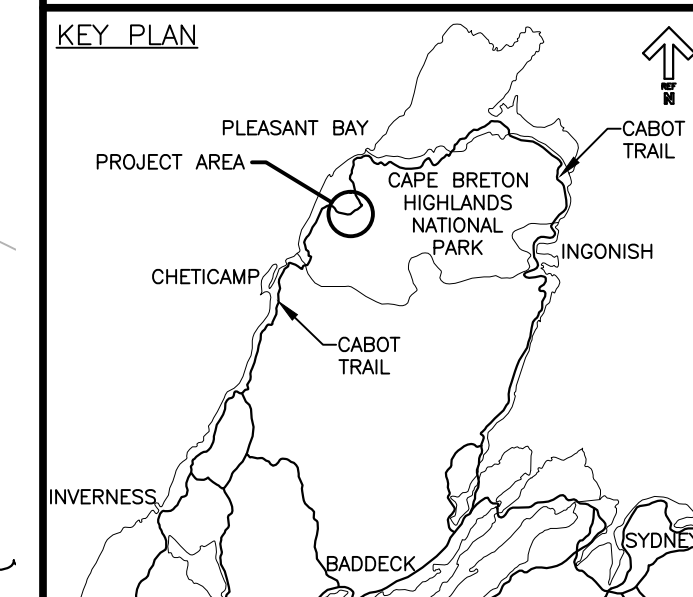 KEY PLAN
REF
N
PLEASANT BAY
CABOT
TRAIL
PROJECT AREA
CAPE BRETON
HIGHLANDS
NATIONAL
PARK
INGONISH
CHETICAMP
CABOT
TRAIL
INVERNESS
SYDNEY
BADDECK